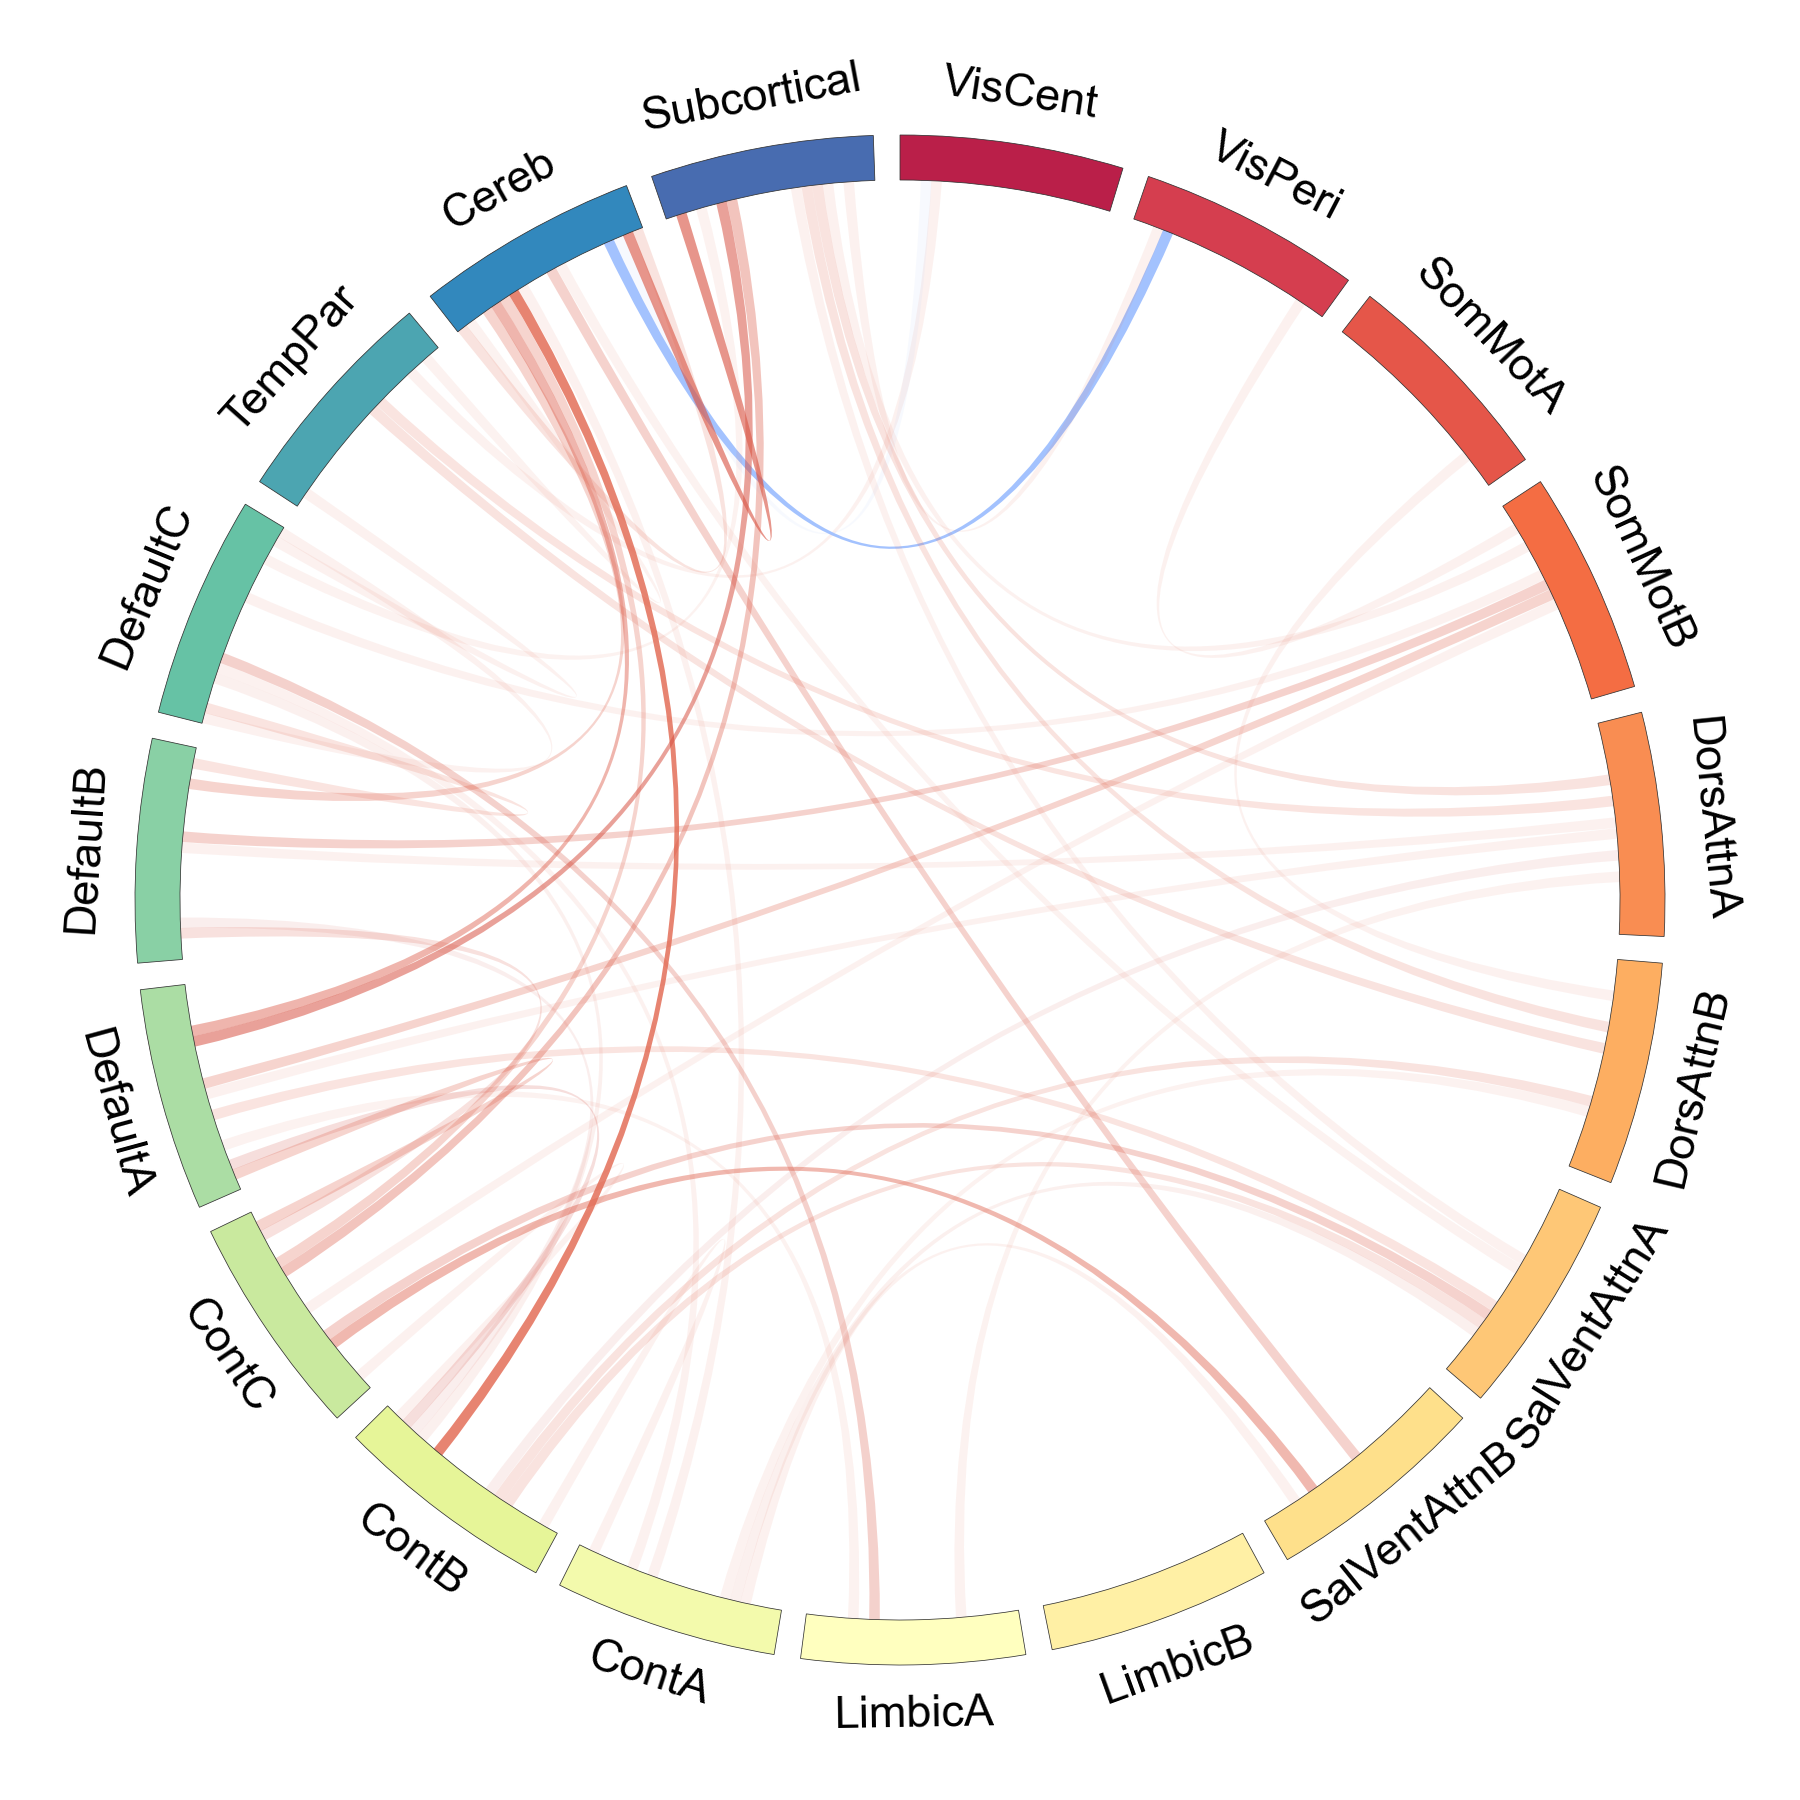 VisCent
VisPeri
SomMotA
SomMotB
DorsAttnA
DorsAttnB
SalVentAttnA
SalVentAttnB
LimbicB
LimbicA
ContA
ContB
ContC
DefaultA
DefaultB
DefaultC
TempPar
Cereb
Subcortical